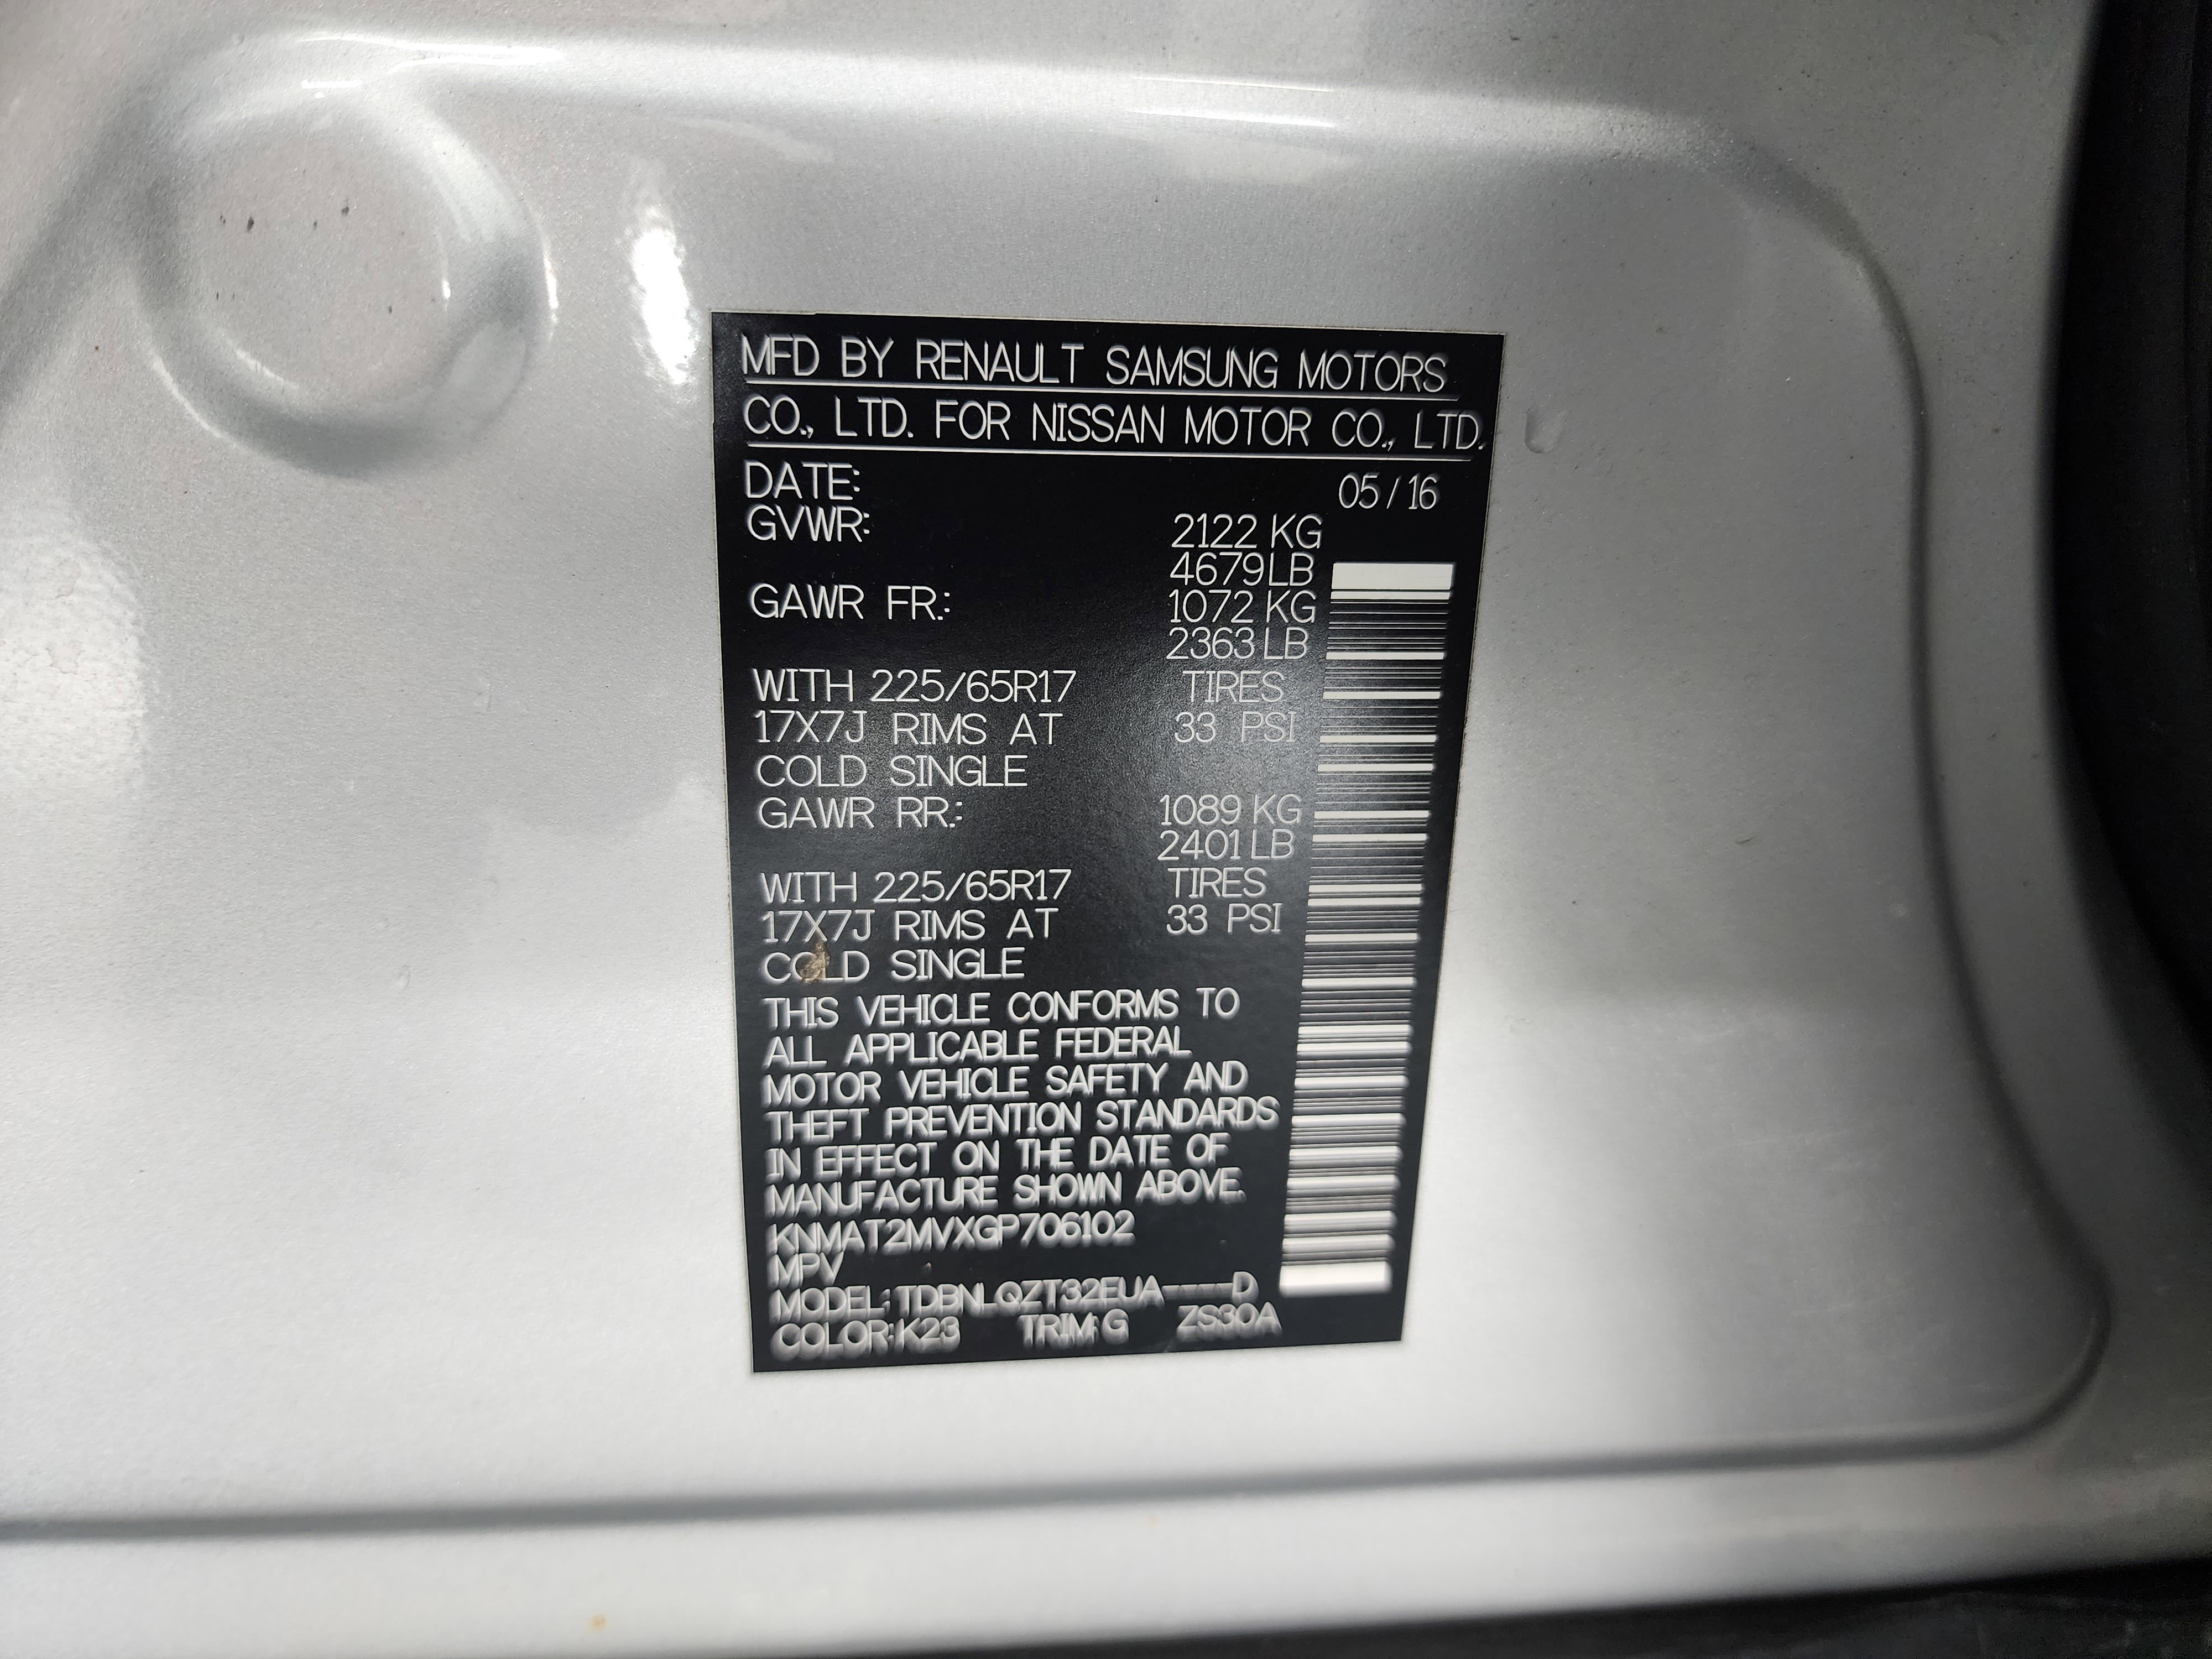 MFD BY RENAULT SAMSUNG MOTORS
CO., LTD. FOR NISSAN MOTOR CO., LTD.
DATE: 05 / 16
GVWR: 2122 KG
4679 LB
GAWR FR.: 1072 KG
2363 LB
WITH 225/65R17 TIRES
17X7J RIMS AT 33 PSI
COLD SINGLE
GAWR RR.: 1089 KG
2401 LB
WITH 225/65R17 TIRES
17X7J RIMS AT 33 PSI
COLD SINGLE
THIS VEHICLE CONFORMS TO
ALL APPLICABLE FEDERAL
MOTOR VEHICLE SAFETY AND
THEFT PREVENTION STANDARDS
IN EFFECT ON THE DATE OF
MANUFACTURE SHOWN ABOVE.
KNMAT2MVXGP706102
MPV
MODEL: TDBNLQZT32EUA----D
COLOR: K23 TRIM: G ZS30A